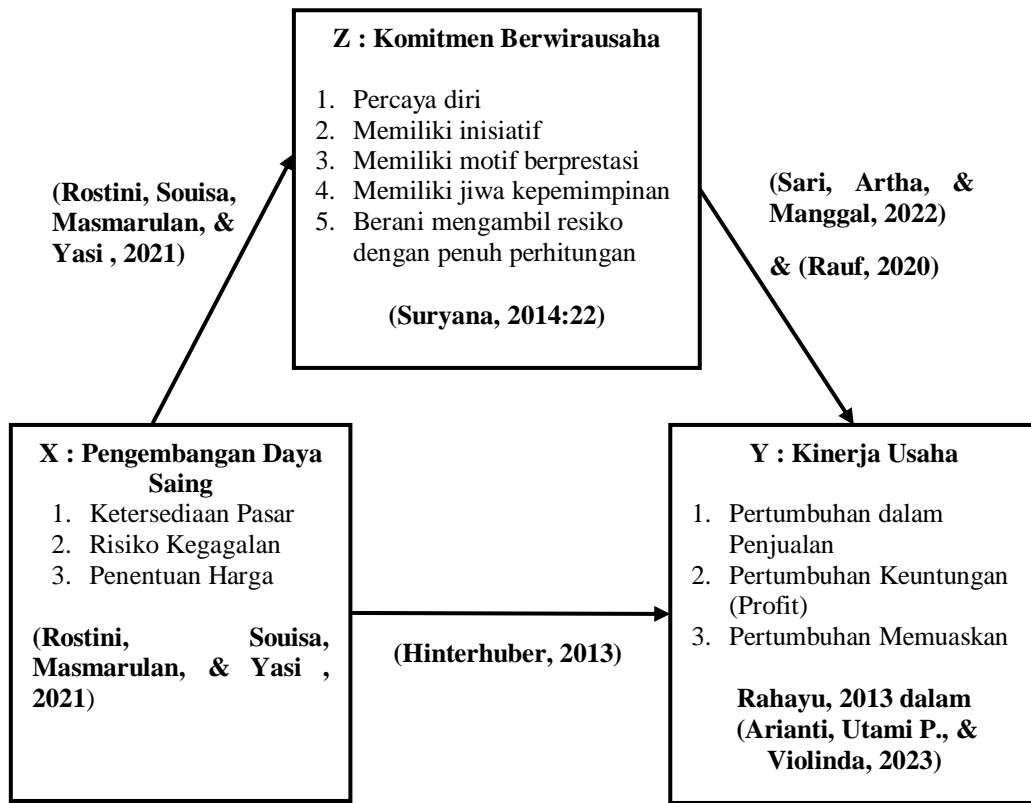 Z : Komitmen Berwirausaha
1. Percaya diri
2. Memiliki inisiatif
3. Memiliki motif berprestasi
4. Memiliki jiwa kepemimpinan
5. Berani mengambil resiko
dengan penuh perhitungan
(Suryana, 2014:22)
(Rostini, Souisa,
Masmarulan, &
Yasi , 2021)
(Sari, Artha, &
Manggal, 2022)
& (Rauf, 2020)
X : Pengembangan Daya
Saing
1. Ketersediaan Pasar
2. Risiko Kegagalan
3. Penentuan Harga
(Rostini, Souisa,
Masmarulan, & Yasi ,
2021)
(Hinterhuber, 2013)
Y : Kinerja Usaha
1. Pertumbuhan dalam
Penjualan
2. Pertumbuhan Keuntungan
(Profit)
3. Pertumbuhan Memuaskan
Rahayu, 2013 dalam
(Arianti, Utami P., &
Violinda, 2023)